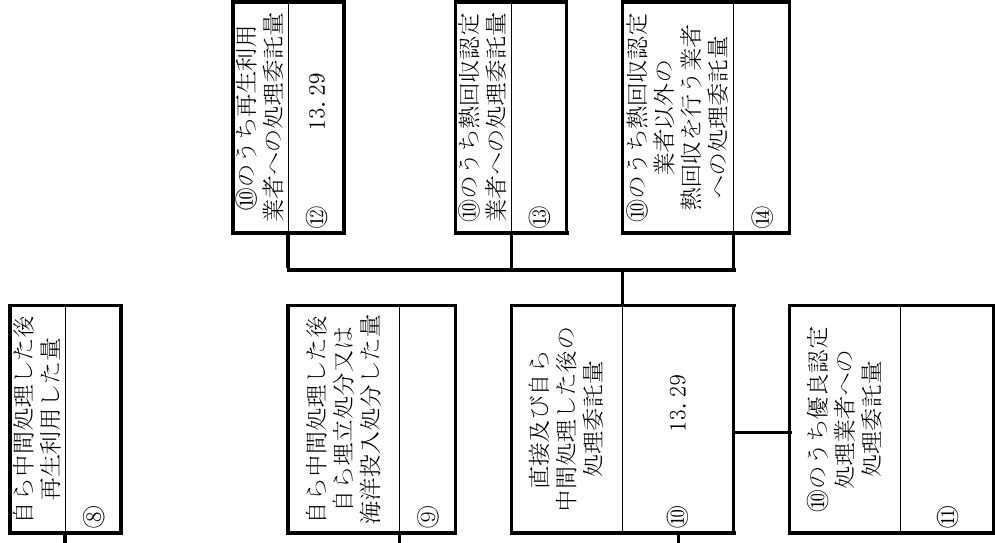 自ら中間処理した後
再生利用した量
⑧
自ら中間処理した後
自ら埋立処分又は
海洋投入処分した量
⑨
直接及び自ら
中間処理した後の
処理委託量
⑩ 13.29
⑩のうち優良認定
処理業者への
処理委託量
⑪
⑩のうち再生利用
業者への処理委託量
⑫ 13.29
⑩のうち熱回収認定
業者への処理委託量
⑬
⑩のうち熱回収認定
業者以外の
熱回収を行う業者
への処理委託量
⑭